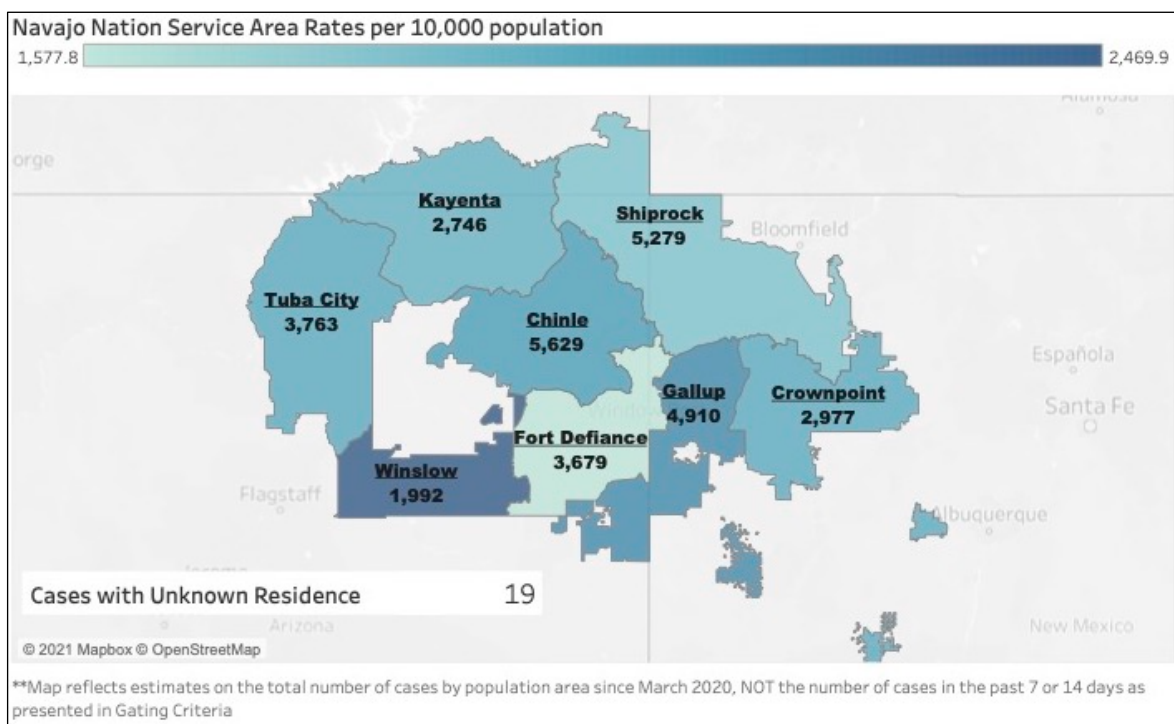 Navajo Nation Service Area Rates per 10,000 population
1,577.8
2,469.9
Alamosa
orge
Kayenta
2,746
Shiprock
5,279
Bloomfield
Tuba City
3,763
Chinle
5,629
Española
Gallup
4,910
Crownpoint
2,977
Santa Fe
Window
Fort Defiance
3,679
Winslow
1,992
Flagstaff
Albuquerque
Cases with Unknown Residence 19
Arizona
New Mexico
© 2021 Mapbox © OpenStreetMap
**Map reflects estimates on the total number of cases by population area since March 2020, NOT the number of cases in the past 7 or 14 days as
presented in Gating Criteria